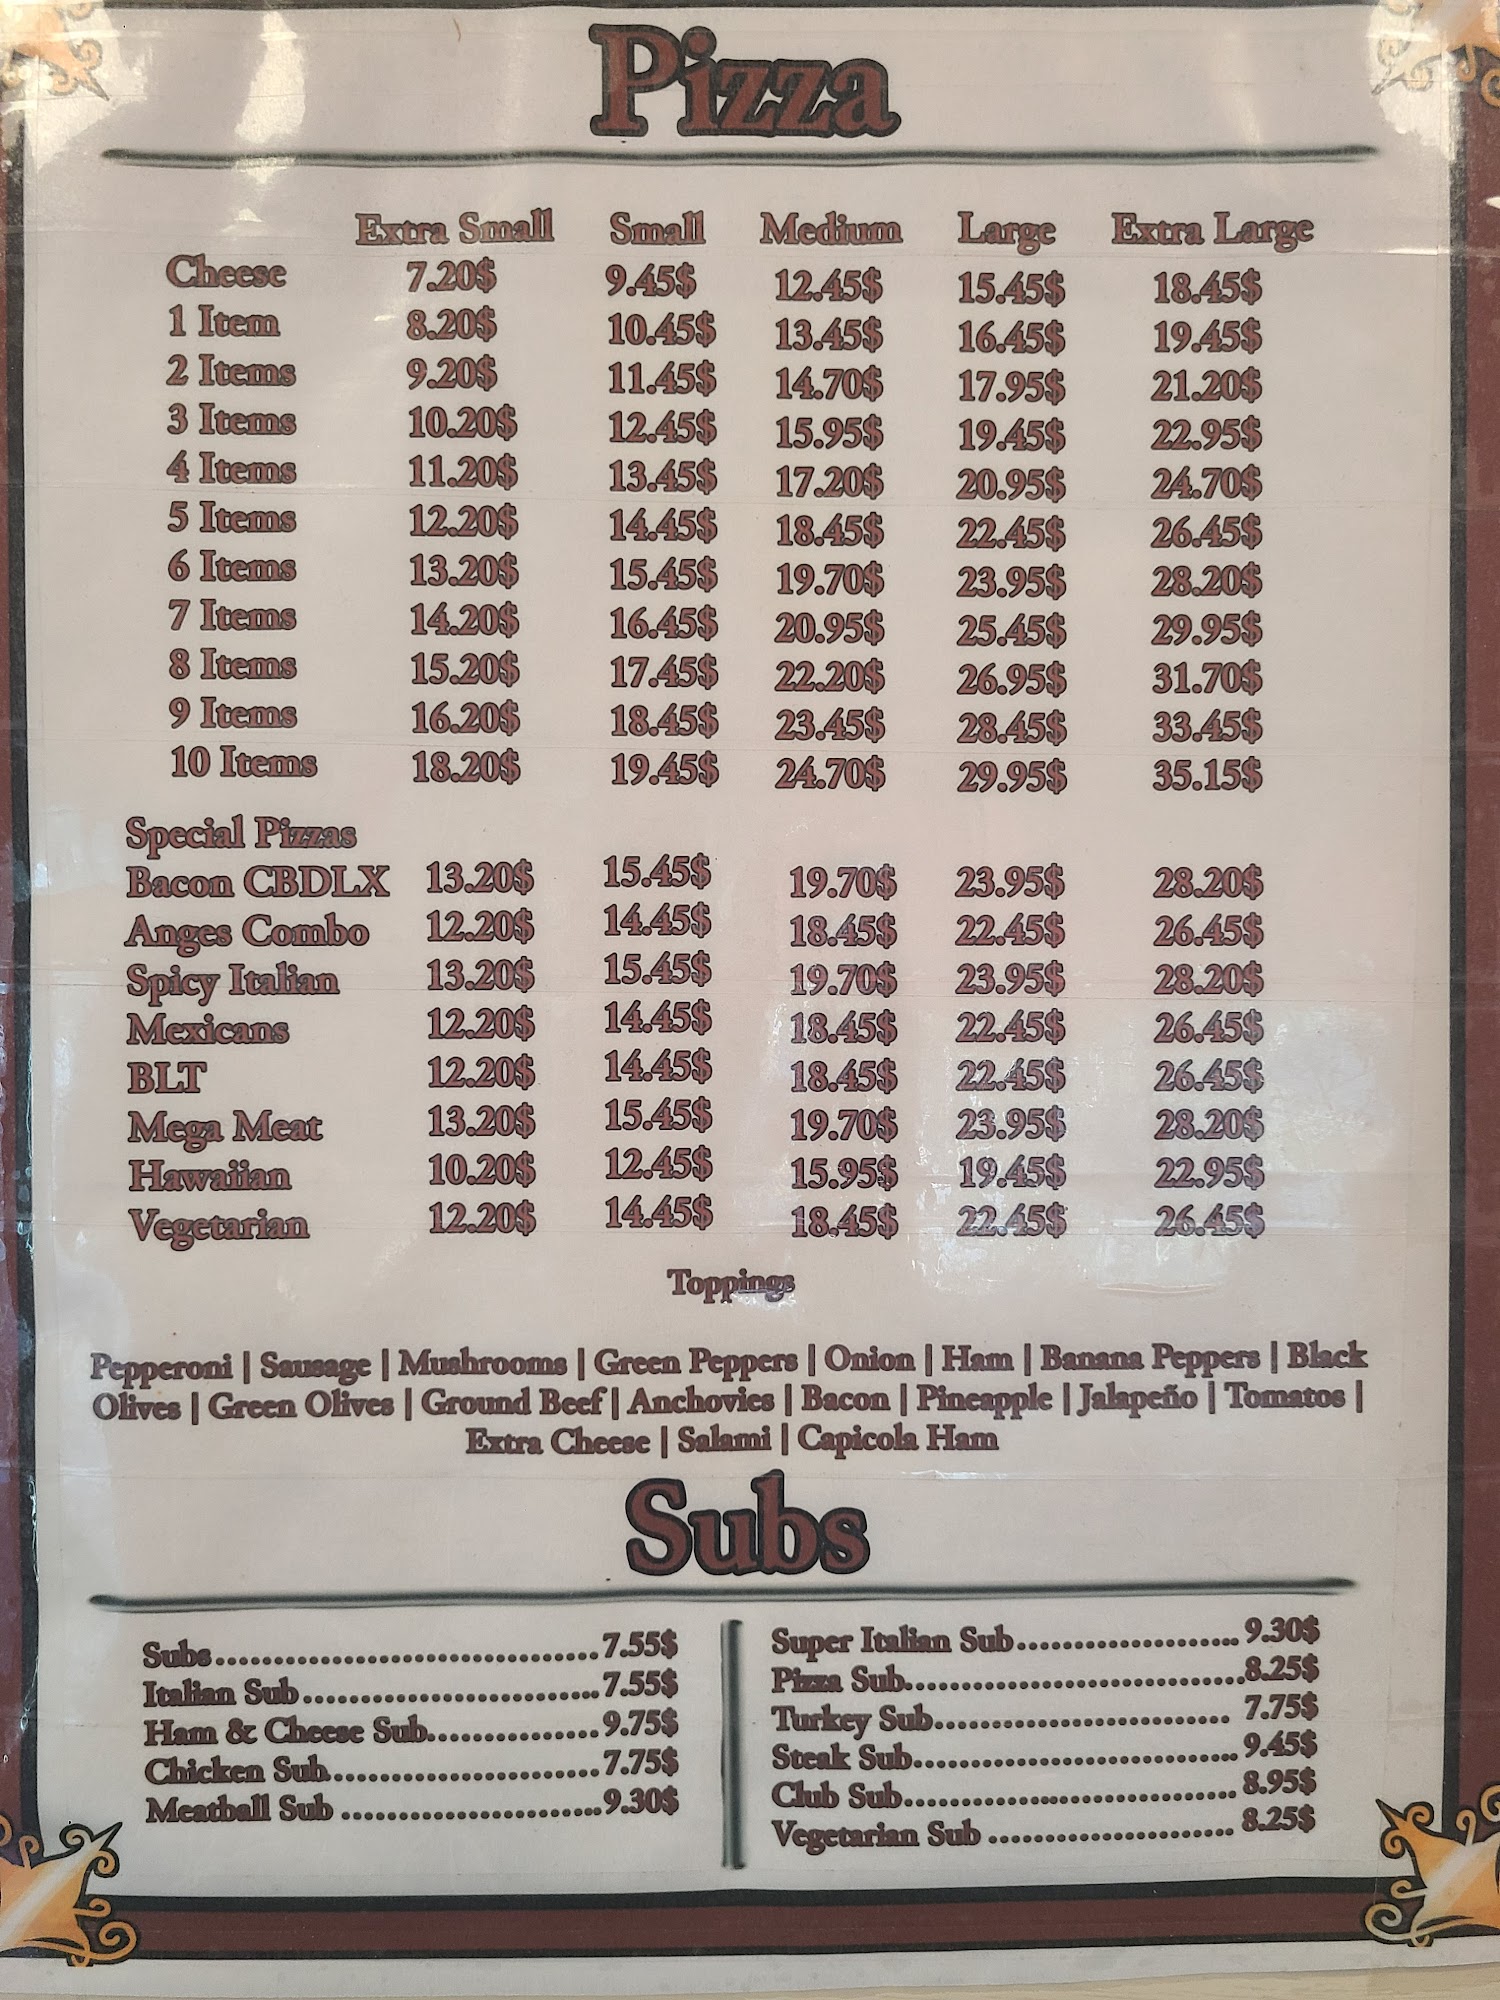 Pizza
Extra Small Small Medium Large Extra Large
Cheese 7.20$ 9.45$ 12.45$ 15.45$ 18.45$
1 Item 8.20$ 10.45$ 13.45$ 16.45$ 19.45$
2 Items 9.20$ 11.45$ 14.70$ 17.95$ 21.20$
3 Items 10.20$ 12.45$ 15.95$ 19.45$ 22.95$
4 Items 11.20$ 13.45$ 17.20$ 20.95$ 24.70$
5 Items 12.20$ 14.45$ 18.45$ 22.45$ 26.45$
6 Items 13.20$ 15.45$ 19.70$ 23.95$ 28.20$
7 Items 14.20$ 16.45$ 20.95$ 25.45$ 29.95$
8 Items 15.20$ 17.45$ 22.20$ 26.95$ 31.70$
9 Items 16.20$ 18.45$ 23.45$ 28.45$ 33.45$
10 Items 18.20$ 19.45$ 24.70$ 29.95$ 35.15$
Special Pizzas
Bacon CBDLX 13.20$ 15.45$ 19.70$ 23.95$ 28.20$
Anges Combo 12.20$ 14.45$ 18.45$ 22.45$ 26.45$
Spicy Italian 13.20$ 15.45$ 19.70$ 23.95$ 28.20$
Mexicans 12.20$ 14.45$ 18.45$ 22.45$ 26.45$
BLT 12.20$ 14.45$ 18.45$ 22.45$ 26.45$
Mega Meat 13.20$ 15.45$ 19.70$ 23.95$ 28.20$
Hawaiian 10.20$ 12.45$ 15.95$ 19.45$ 22.95$
Vegetarian 12.20$ 14.45$ 18.45$ 22.45$ 26.45$
Toppings
Pepperoni | Sausage | Mushrooms | Green Peppers | Onion | Ham | Banana Peppers | Black
Olives | Green Olives | Ground Beef | Anchovies | Bacon | Pineapple | Jalapeño | Tomatos |
Extra Cheese | Salami | Capicola Ham
Subs
Subs.................................7.55$
Italian Sub..........................7.55$
Ham & Cheese Sub...............9.75$
Chicken Sub.......................7.75$
Meatball Sub ......................9.30$
Super Italian Sub....................9.30$
Pizza Sub.............................8.25$
Turkey Sub.......................... 7.75$
Steak Sub............................9.45$
Club Sub.............................8.95$
Vegetarian Sub ..................... 8.25$